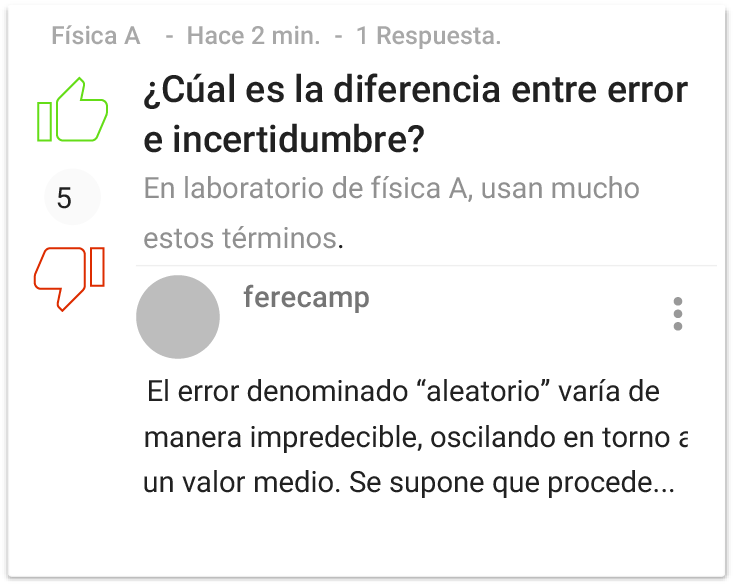 Física A - Hace 2 min. - 1 Respuesta.
¿Cúal es la diferencia entre error
e incertidumbre?
5
En laboratorio de física A, usan mucho
estos términos.
ferecamp
El error denominado “aleatorio” varía de
manera impredecible, oscilando en torno a
un valor medio. Se supone que procede...